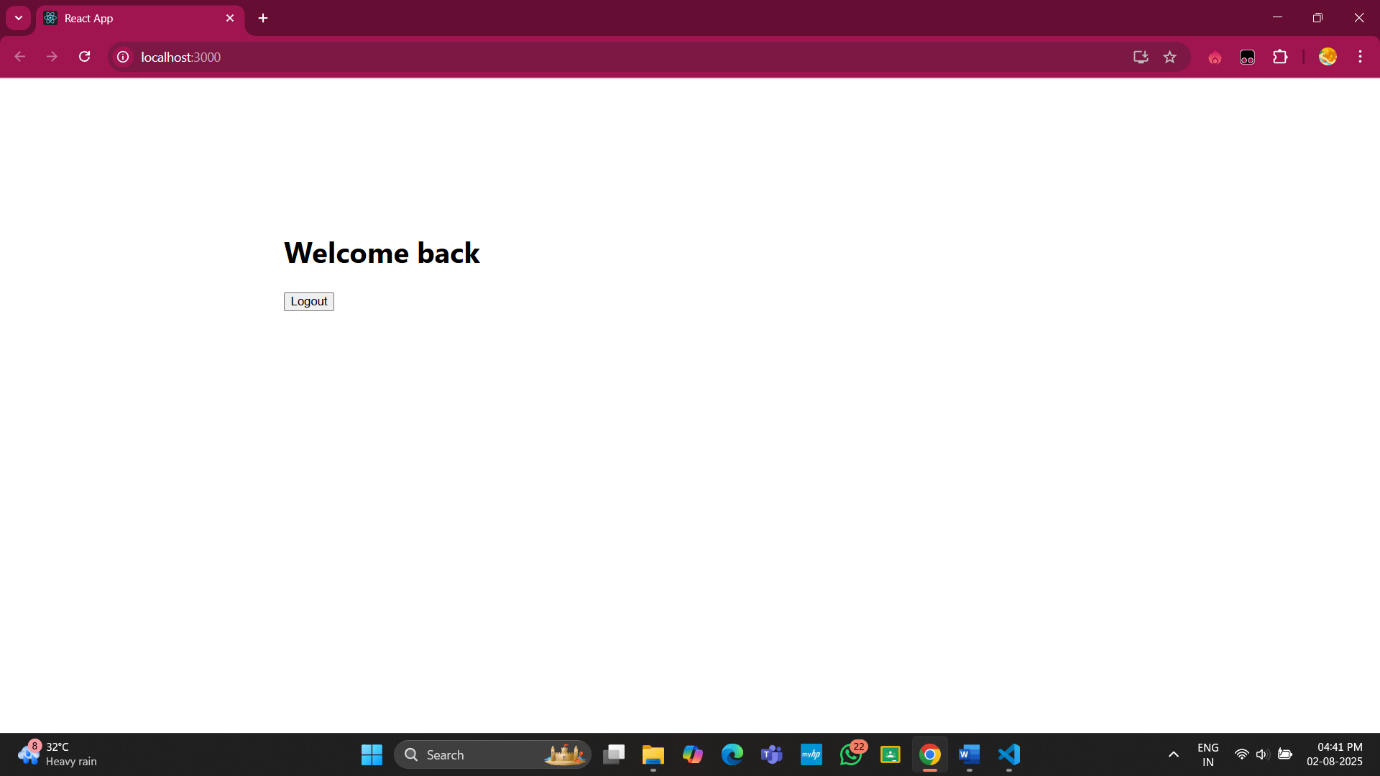 React App
localhost:3000
Welcome back
Logout
8
32°C
Heavy rain
Search
myhp
22
W
ENG
IN
04:41 PM
02-08-2025